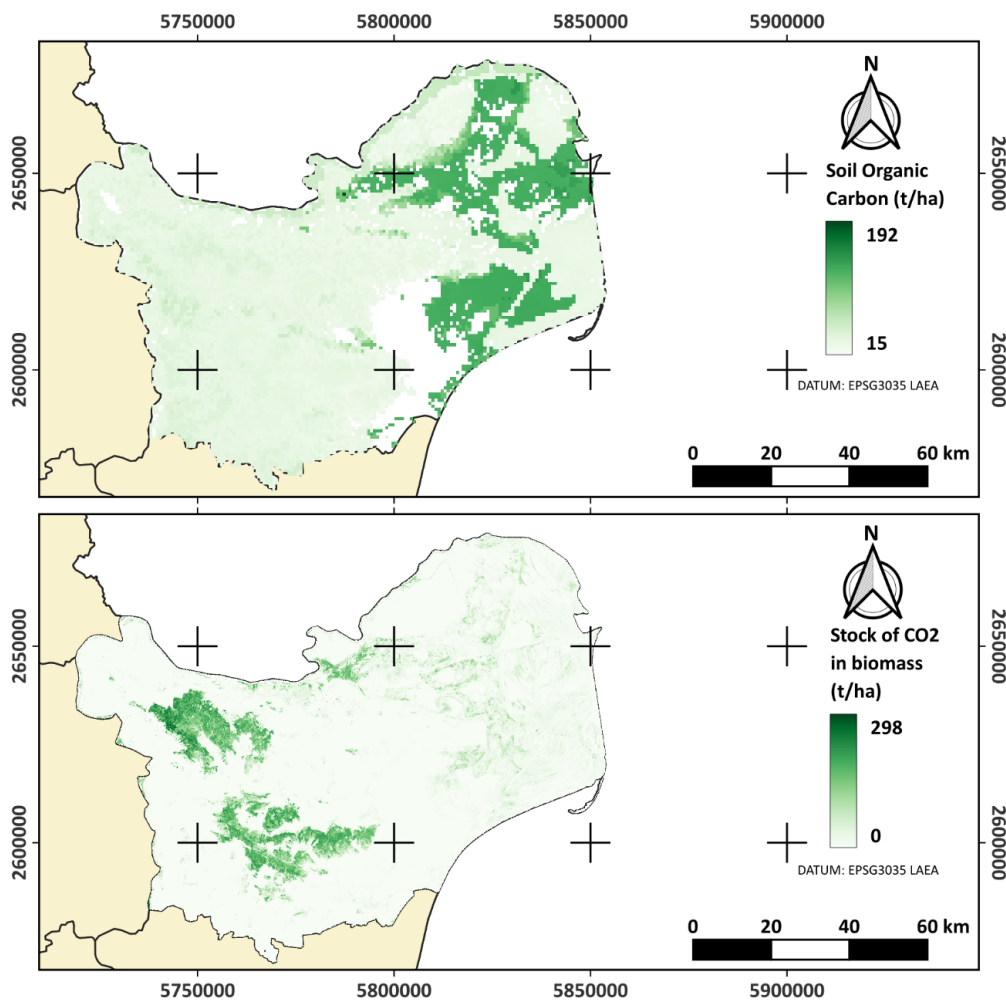 5750000 5800000 5850000 5900000
N
2650000 2650000
Soil Organic
Carbon (t/ha)
192
15
2600000 2600000
DATUM: EPSG3035 LAEA
0 20 40 60 km
N
Stock of CO2
in biomass
(t/ha)
2650000 2650000
298
0
2600000 2600000
DATUM: EPSG3035 LAEA
0 20 40 60 km
5750000 5800000 5850000 5900000